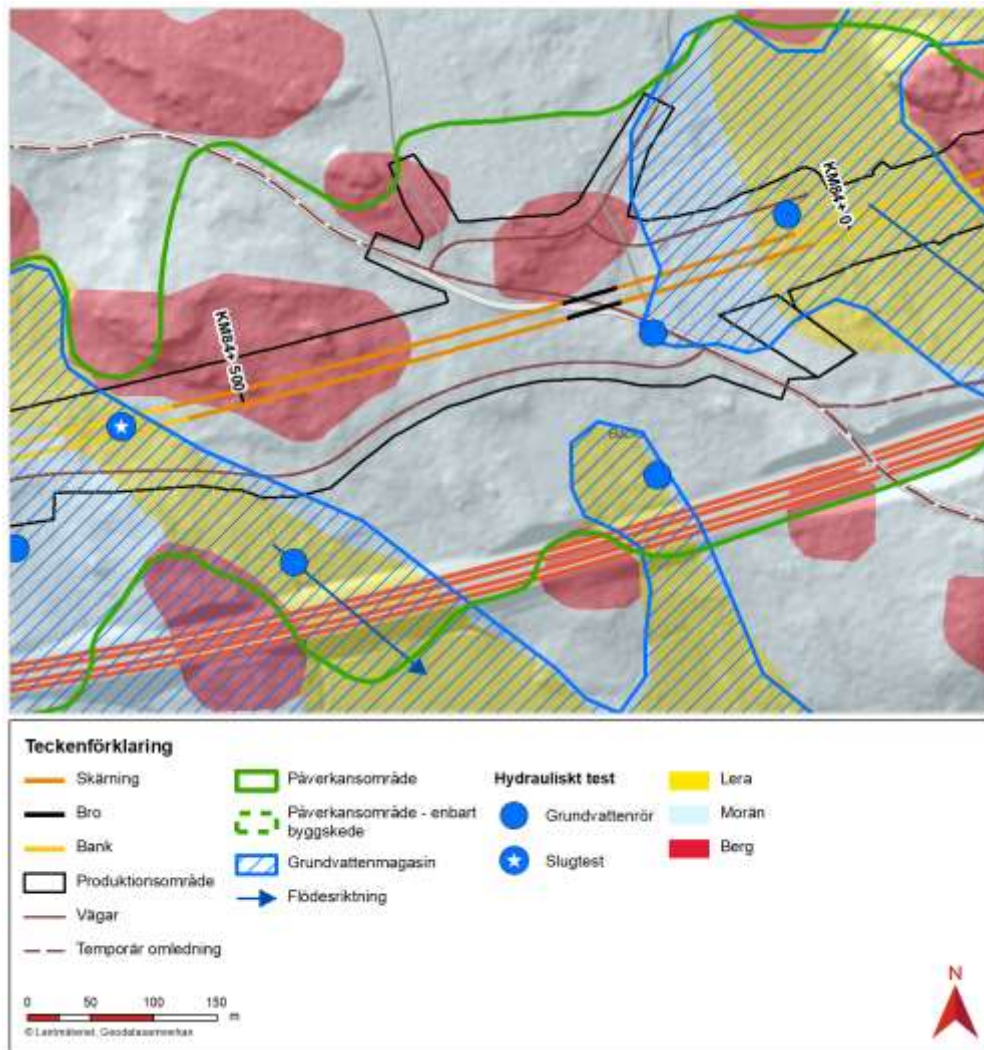 KM84+ 0
KM84+ 500
Teckenförklaring
Skärning
Bro
Bank
Produktionsområde
Vägar
Temporär omledning
Påverkansområde
Påverkansområde - enbart
byggskede
Grundvattenmagasin
Flödesriktning
Hydrauliskt test
Grundvattenrör
Slugtest
Lera
Morän
Berg
0 50 100 150
m
© Lantmäteriet, Geodatasamverkan
N